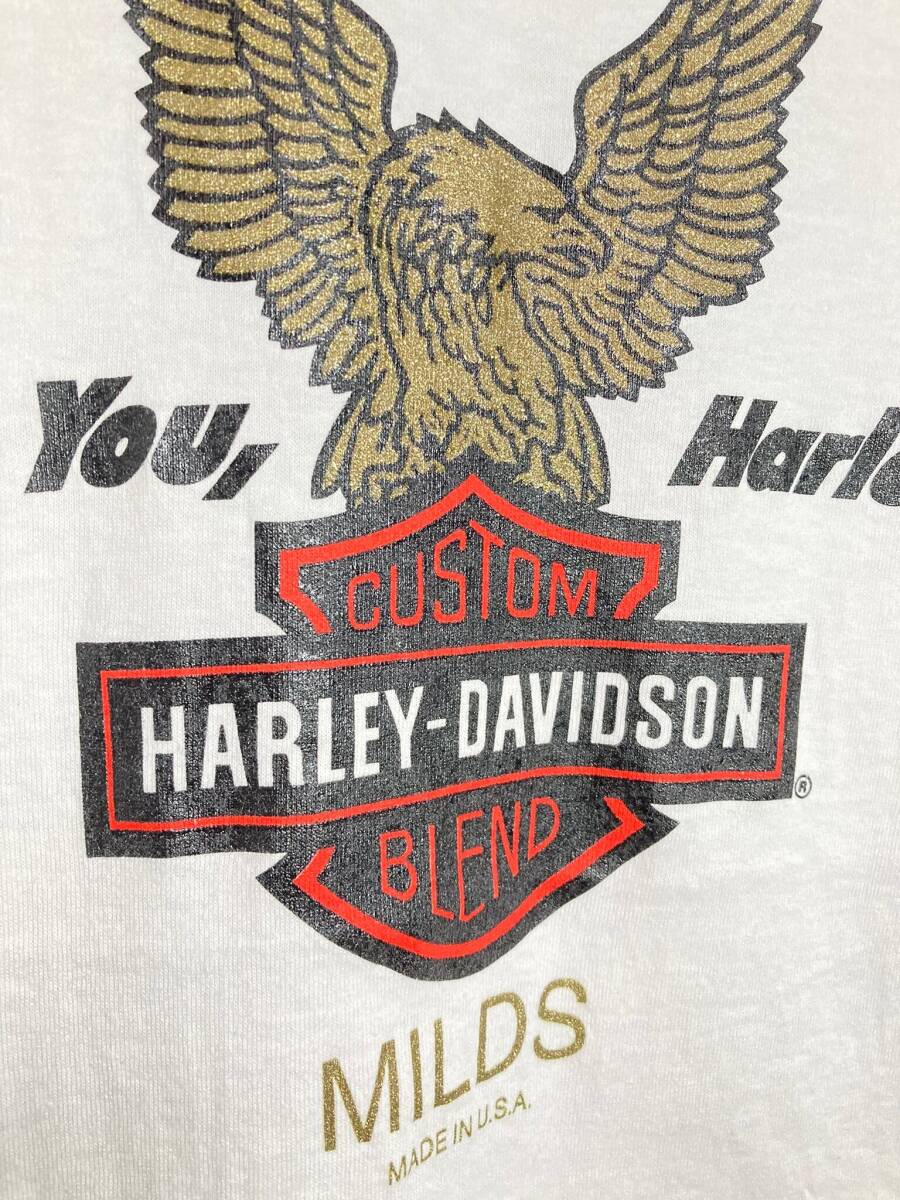 You,
CUSTOM
HARLEY-DAVIDSON
®
BLEND
MILDS
MADE IN U.S.A.